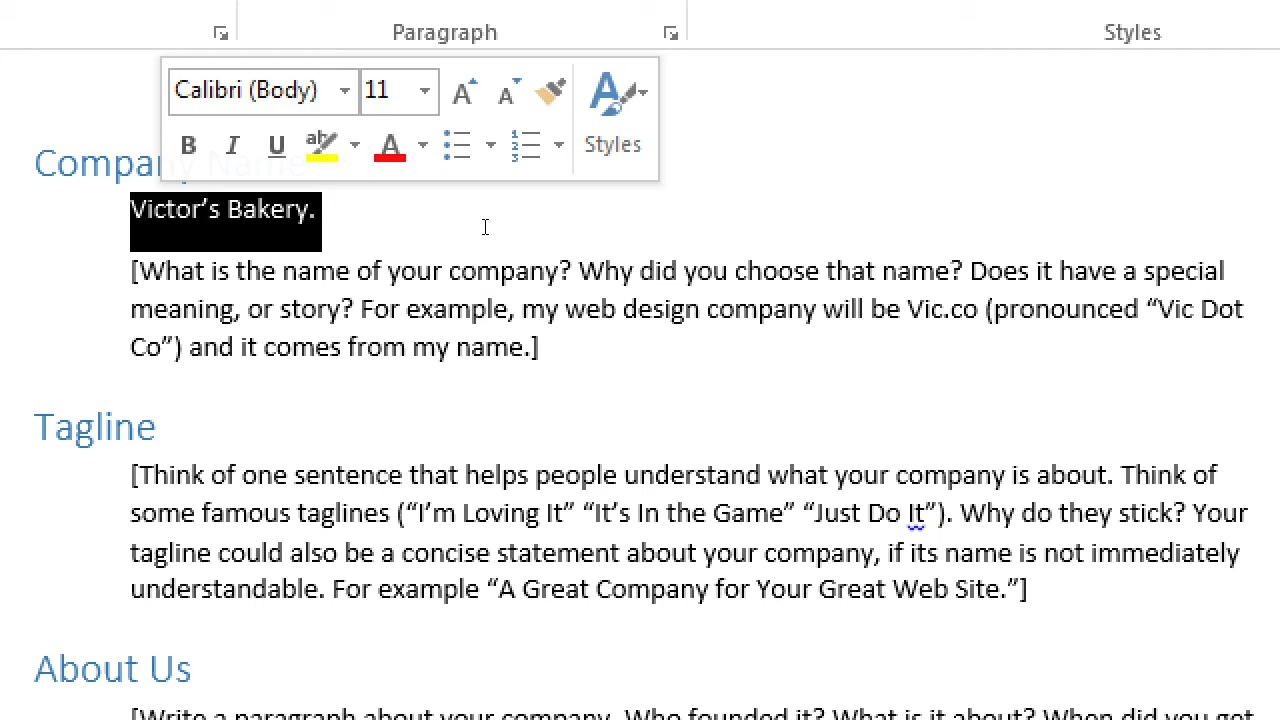 Paragraph
Styles
Calibri (Body) 11
B I U ab A Styles
Company Name
Victor’s Bakery.
[What is the name of your company? Why did you choose that name? Does it have a special
meaning, or story? For example, my web design company will be Vic.co (pronounced “Vic Dot
Co”) and it comes from my name.]
Tagline
[Think of one sentence that helps people understand what your company is about. Think of
some famous taglines (“I’m Loving It” “It’s In the Game” “Just Do It”). Why do they stick? Your
tagline could also be a concise statement about your company, if its name is not immediately
understandable. For example “A Great Company for Your Great Web Site.”]
About Us
[Write a paragraph about your company. Who founded it? What is it about? When did you get